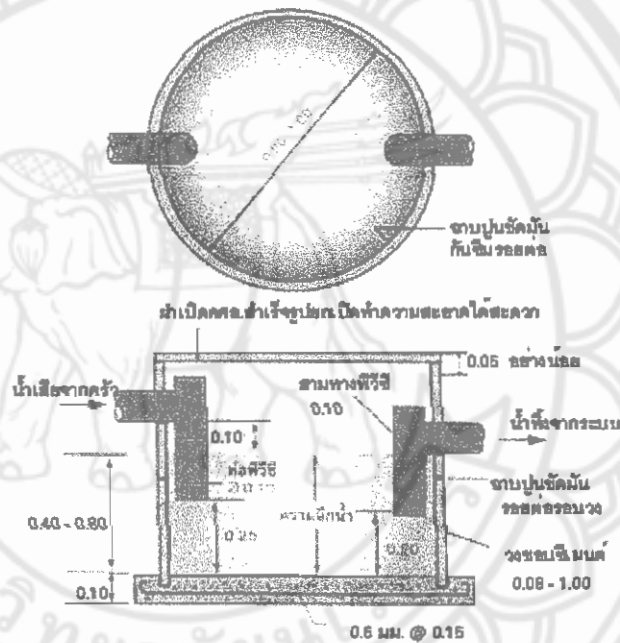 ฉาบปูนขัดมัน
กันซึมรอยต่อ
ฝาเปิดคสล.สำเร็จรูปยกเปิดทำความสะอาดได้สะดวก
0.05 อย่างน้อย
น้ำเสียจากครัว
สามทางพีวีซี
0.10
น้ำทิ้งจากระบบ
0.10
ท่อพีวีซี
ฉาบปูนขัดมัน
รอยต่อรอบวง
0.40 - 0.80
0.25
ความลึกน้ำ
0.20
วงขอบซีเมนต์
0.08 - 1.00
0.10
0.6 มม. @ 0.15